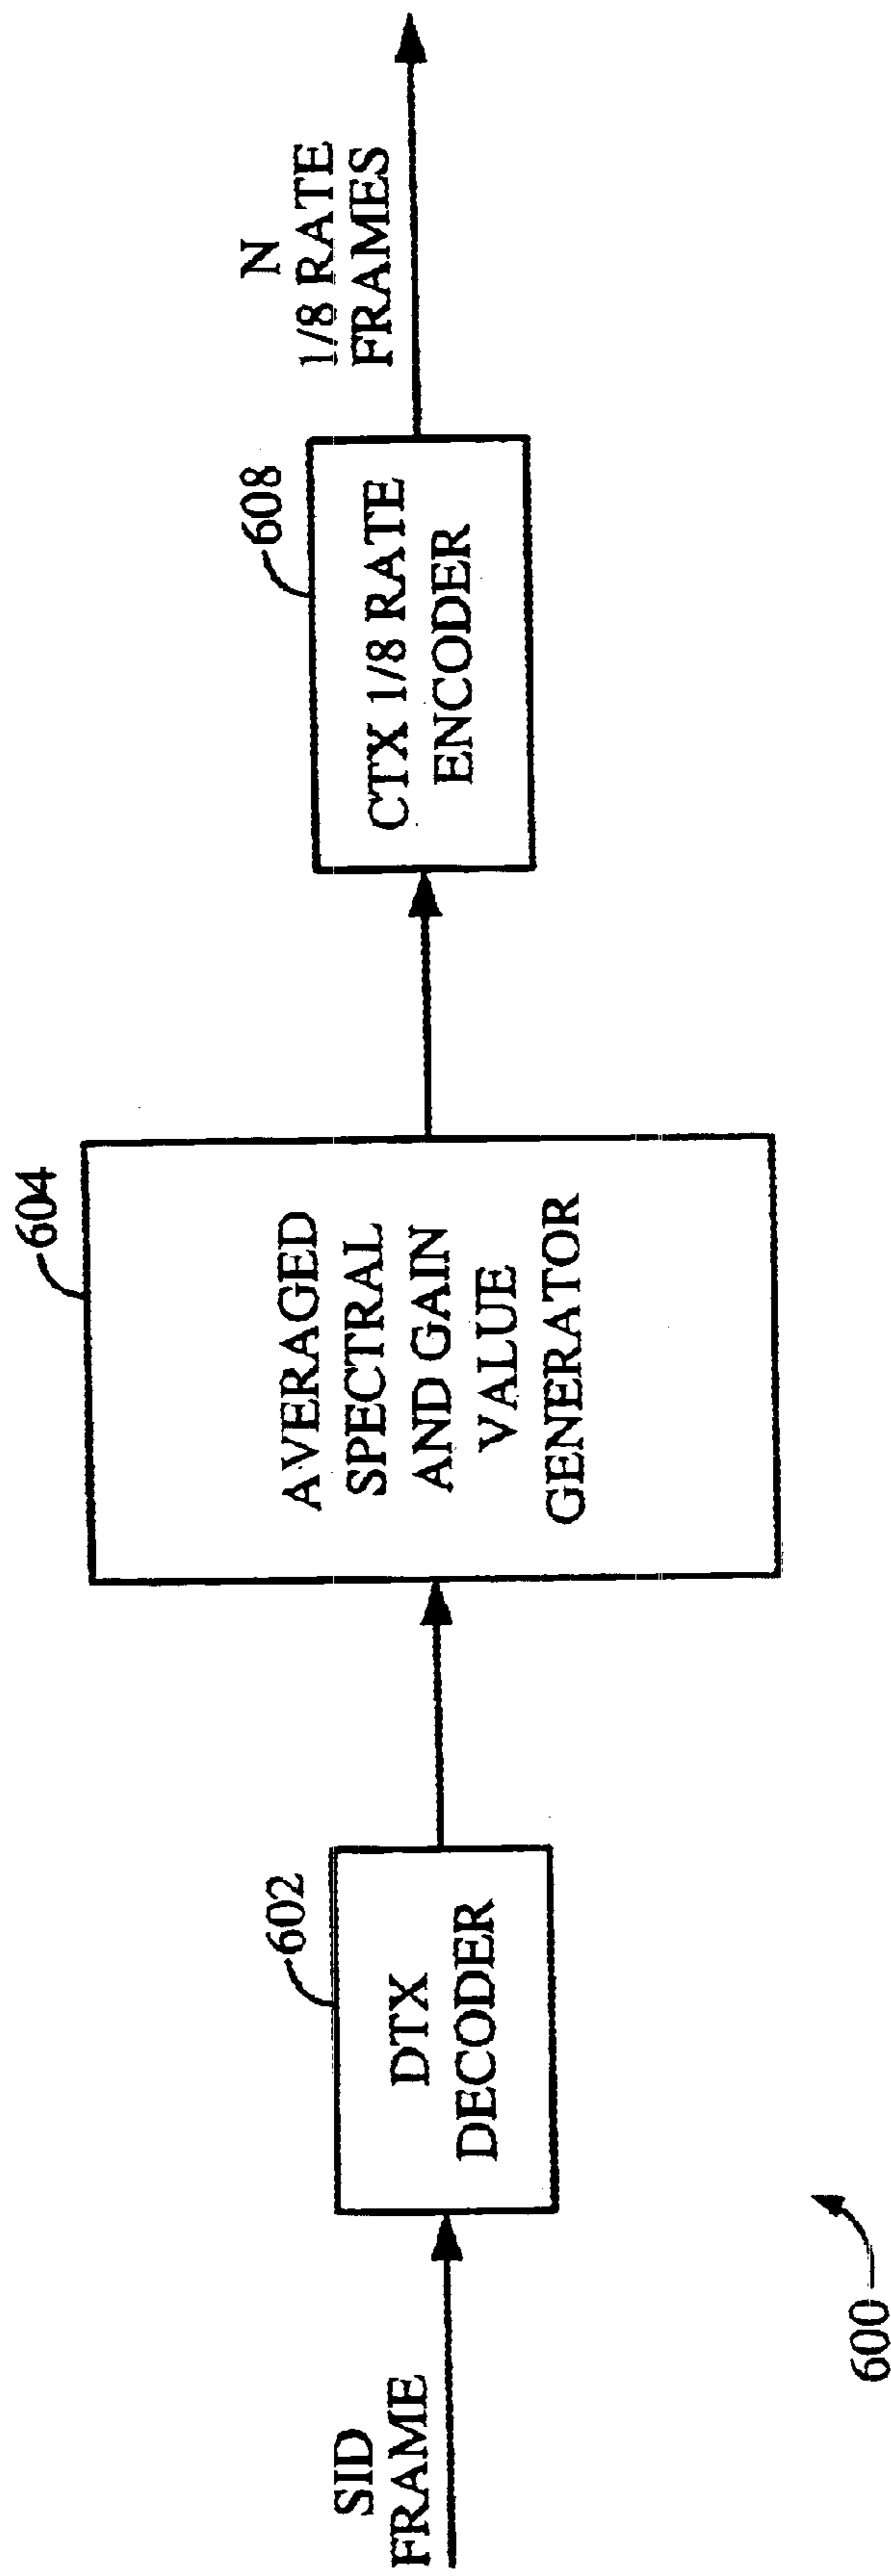 SID
FRAME
602
DTX
DECODER
604
AVERAGED
SPECTRAL
AND GAIN
VALUE
GENERATOR
608
CTX 1/8 RATE
ENCODER
N
1/8 RATE
FRAMES
600